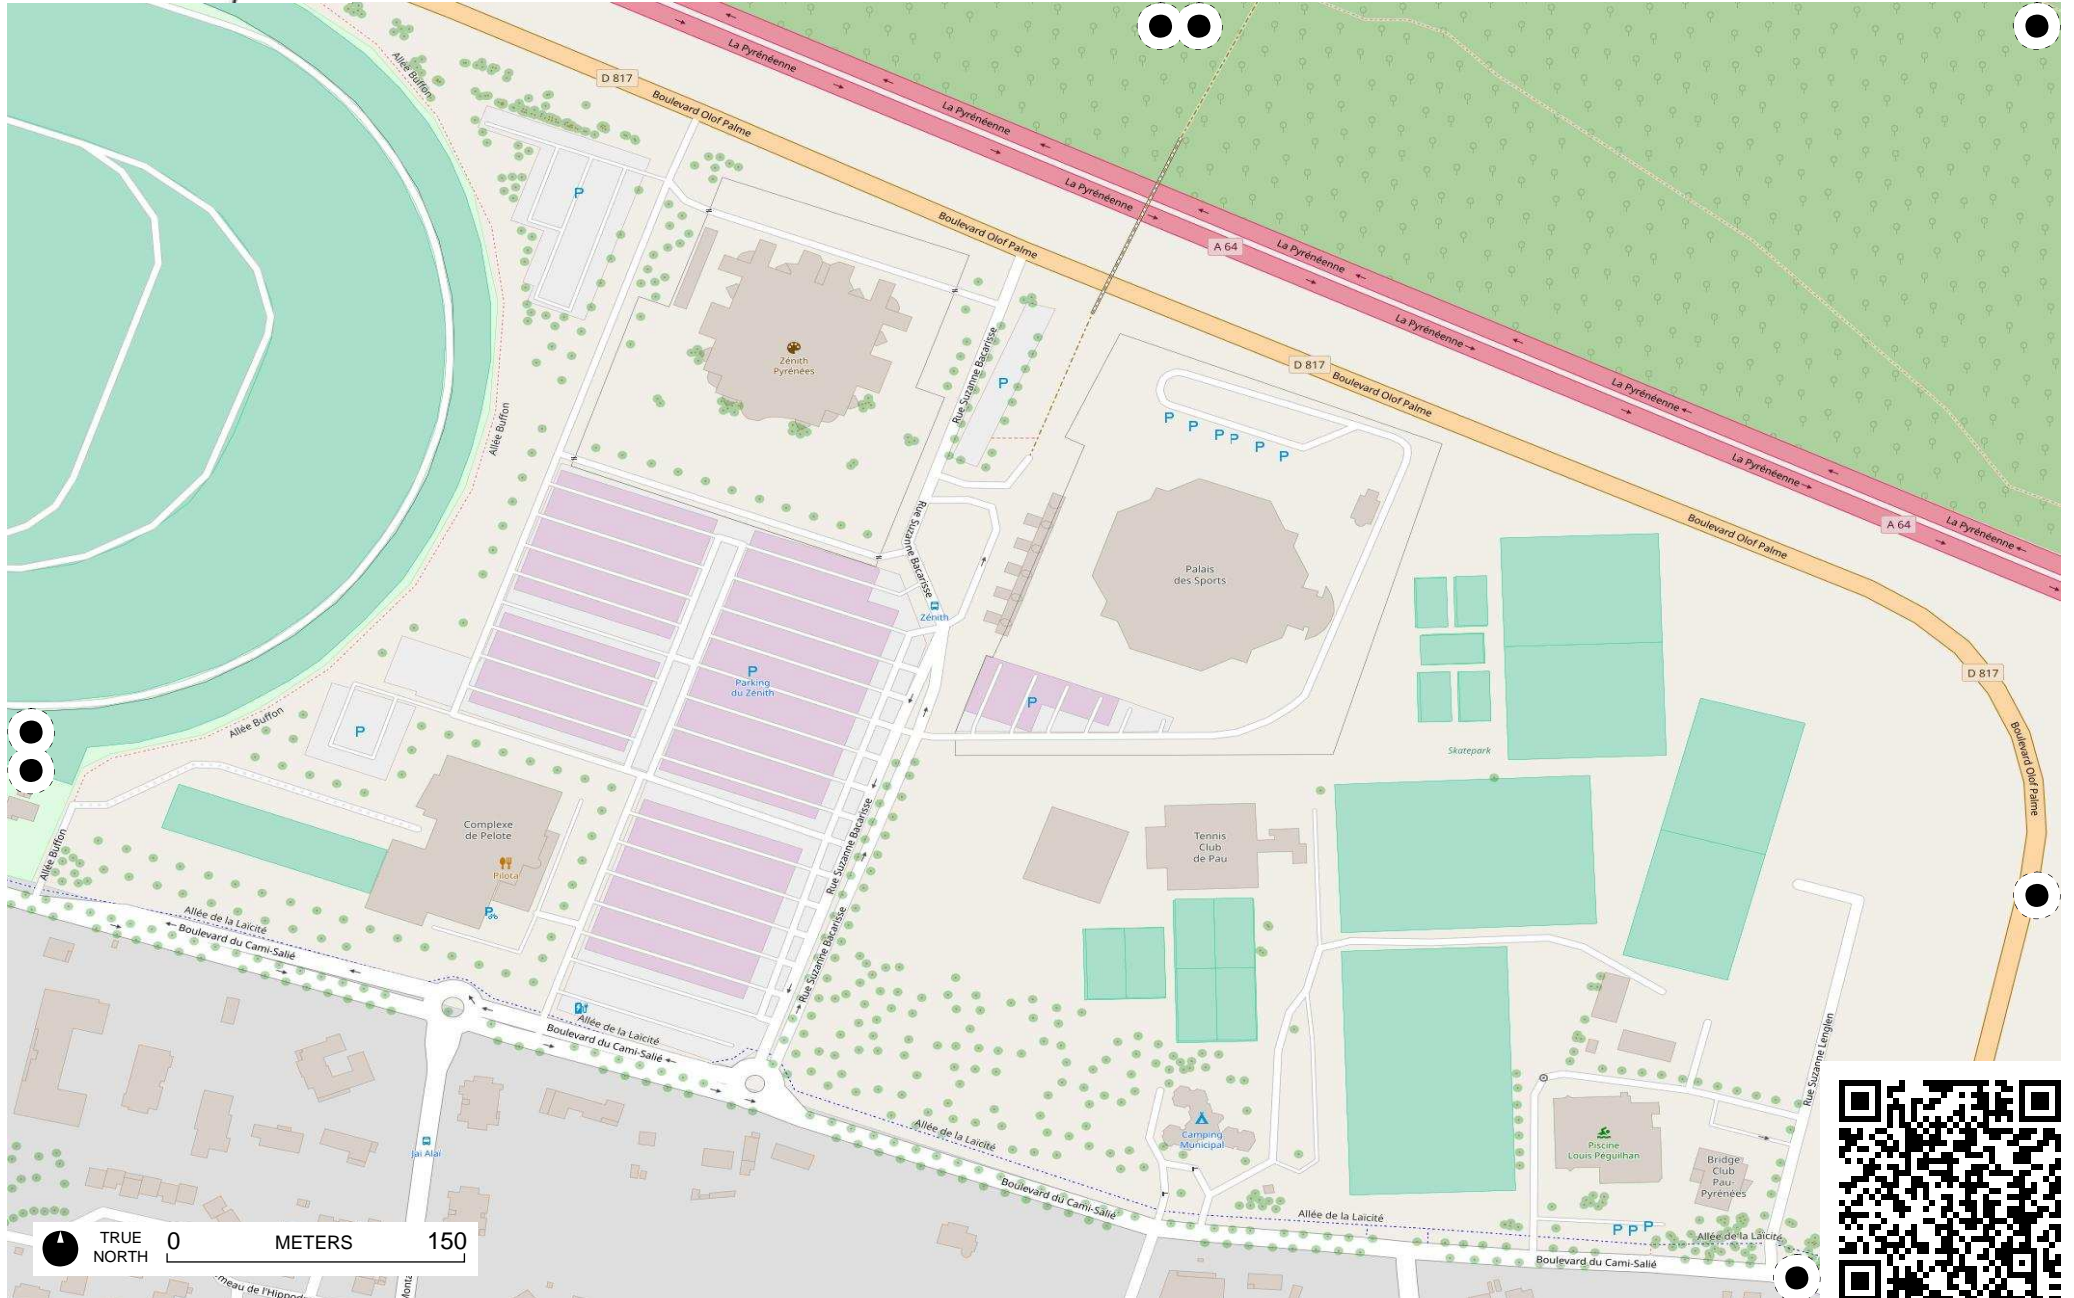 Allée Buffon
La Pyrénéenne
D 817
Boulevard Olof Palme
La Pyrénéenne
P
La Pyrénéenne
Boulevard Olof Palme
A 64
La Pyrénéenne
Zénith
Pyrénées
Rue Suzanne Bacarisse
P
La Pyrénéenne
D 817
Boulevard Olof Palme
La Pyrénéenne
Allée Buffon
P
P
P
P
P
P
La Pyrénéenne
Rue Suzanne Bacarisse
Boulevard Olof Palme
A 64
La Pyrénéenne
Palais
des Sports
Zénith
P
Parking
du Zénith
P
D 817
Allée Buffon
P
Skatepark
Boulevard Olof Palme
Complexe
de Pelote
Pilota
P
Allée Buffon
Rue Suzanne Bacarisse
Tennis
Club
de Pau
Allée de la Laïcité
Boulevard du Cami-Salié
Rue Suzanne Bacarisse
Allée de la Laïcité
Boulevard du Cami-Salié
Rue Suzanne Lenglen
Jai Alai
Allée de la Laïcité
Camping
Municipal
Piscine
Louis Péguilhan
Bridge
Club
Pau-
Pyrénées
Boulevard du Cami-Salié
Allée de la Laïcité
P
P
P
Allée de la Laïcité
Boulevard du Cami-Salié
TRUE
NORTH
0 METERS 150